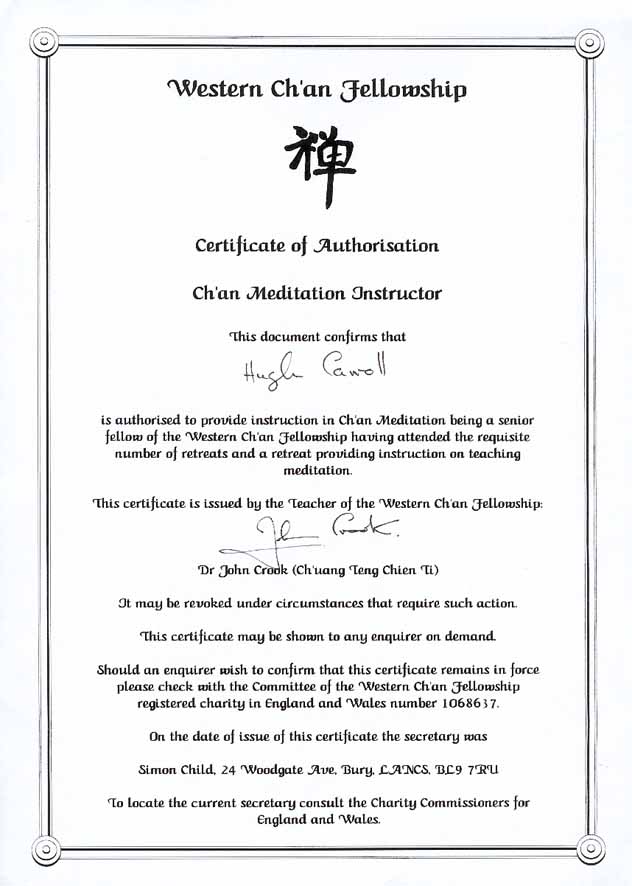 Western Ch'an Fellowship
禅
Certificate of Authorisation
Ch'an Meditation Instructor
This document confirms that
Hugh Carroll
is authorised to provide instruction in Ch'an Meditation being a senior
fellow of the Western Ch'an Fellowship having attended the requisite
number of retreats and a retreat providing instruction on teaching
meditation.
This certificate is issued by the Teacher of the Western Ch'an Fellowship:
John Crook.
Dr John Crook (Ch'uang Teng Chien Ti)
It may be revoked under circumstances that require such action.
This certificate may be shown to any enquirer on demand.
Should an enquirer wish to confirm that this certificate remains in force
please check with the Committee of the Western Ch'an Fellowship
registered charity in England and Wales number 1068637.
On the date of issue of this certificate the secretary was
Simon Child, 24 Woodgate Ave, Bury, LANCS, BL9 7RU
To locate the current secretary consult the Charity Commissioners for
England and Wales.